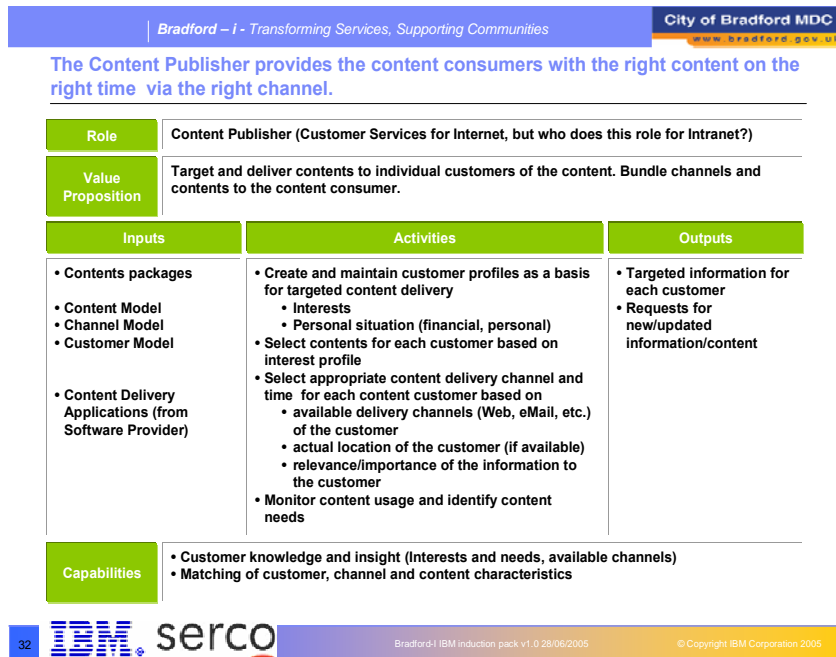 Bradford – i - Transforming Services, Supporting Communities
City of Bradford MDC
www.bradford.gov.u
The Content Publisher provides the content consumers with the right content on the
right time via the right channel.
Role
Content Publisher (Customer Services for Internet, but who does this role for Intranet?)
Value
Proposition
Target and deliver contents to individual customers of the content. Bundle channels and
contents to the content consumer.
Inputs
Activities
Outputs
• Contents packages
• Content Model
• Channel Model
• Customer Model
• Content Delivery
Applications (from
Software Provider)
• Create and maintain customer profiles as a basis
for targeted content delivery
• Interests
• Personal situation (financial, personal)
• Select contents for each customer based on
interest profile
• Select appropriate content delivery channel and
time for each content customer based on
• available delivery channels (Web, eMail, etc.)
of the customer
• actual location of the customer (if available)
• relevance/importance of the information to
the customer
• Monitor content usage and identify content
needs
• Targeted information for
each customer
• Requests for
new/updated
information/content
Capabilities
• Customer knowledge and insight (Interests and needs, available channels)
• Matching of customer, channel and content characteristics
32
IBM.
serco
Bradford-I IBM induction pack v1.0 28/06/2005
© Copyright IBM Corporation 2005